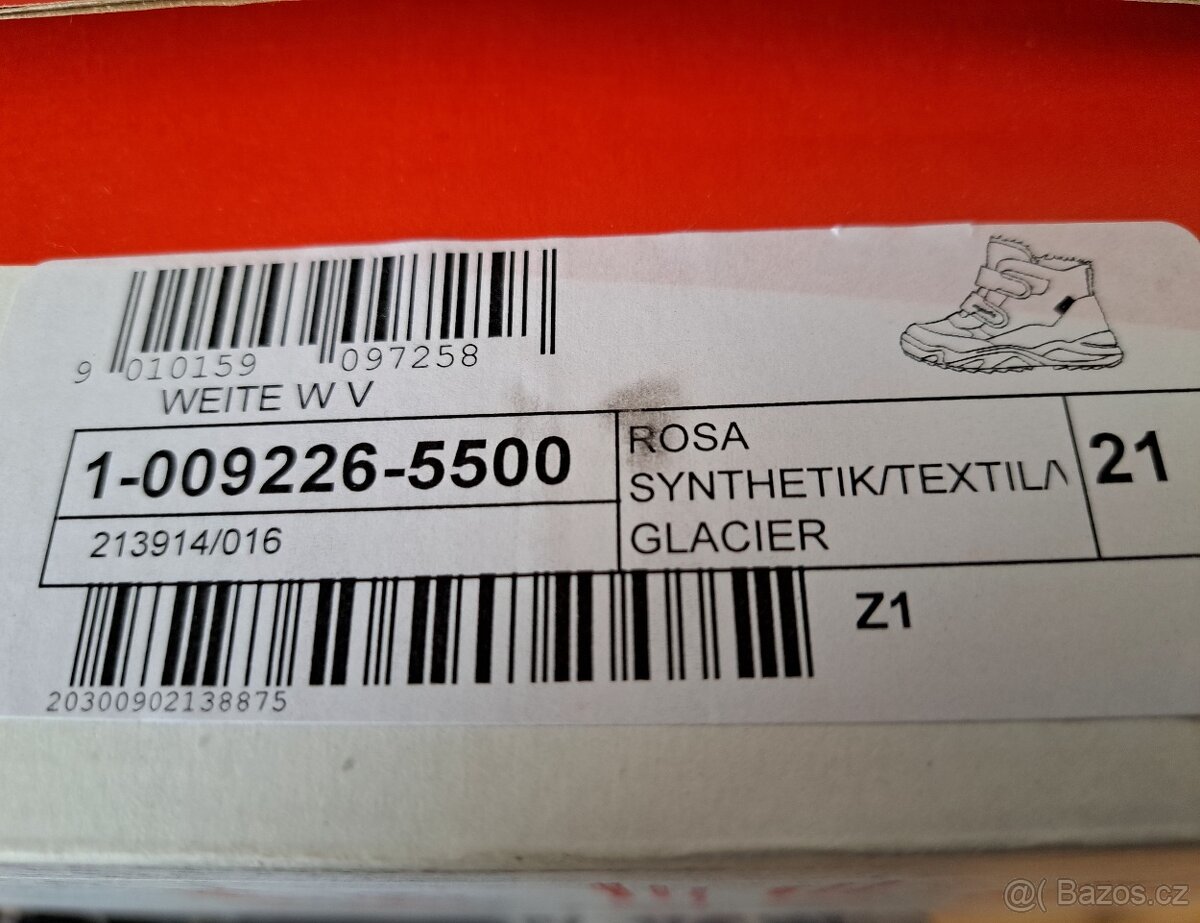 9 010159 097258
WEITE W V
1-009226-5500
213914/016
ROSA
SYNTHETIK/TEXTIL/
GLACIER
21
Z1
20300902138875
@( Bazos.cz